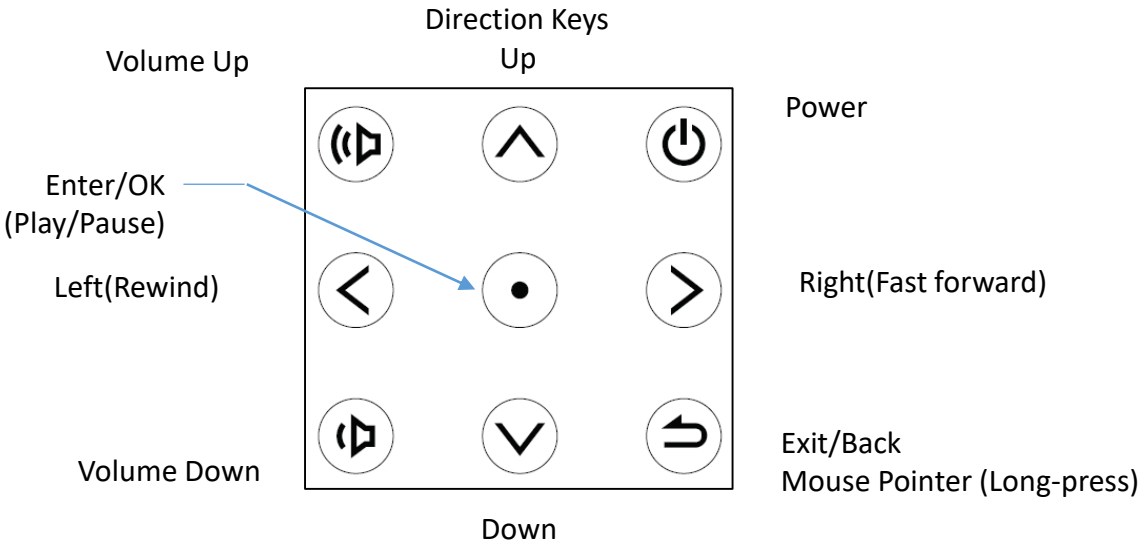 Direction Keys
Up
Volume Up
Power
Enter/OK
(Play/Pause)
Left(Rewind)
Right(Fast forward)
Exit/Back
Mouse Pointer (Long-press)
Volume Down
Down